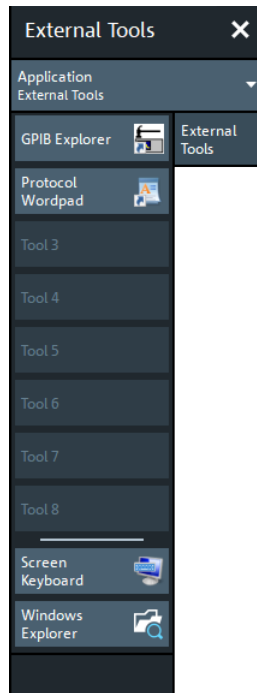 External Tools
Application
External Tools
GPIB Explorer
External
Tools
Protocol
Wordpad
Tool 3
Tool 4
Tool 5
Tool 6
Tool 7
Tool 8
Screen
Keyboard
Windows
Explorer